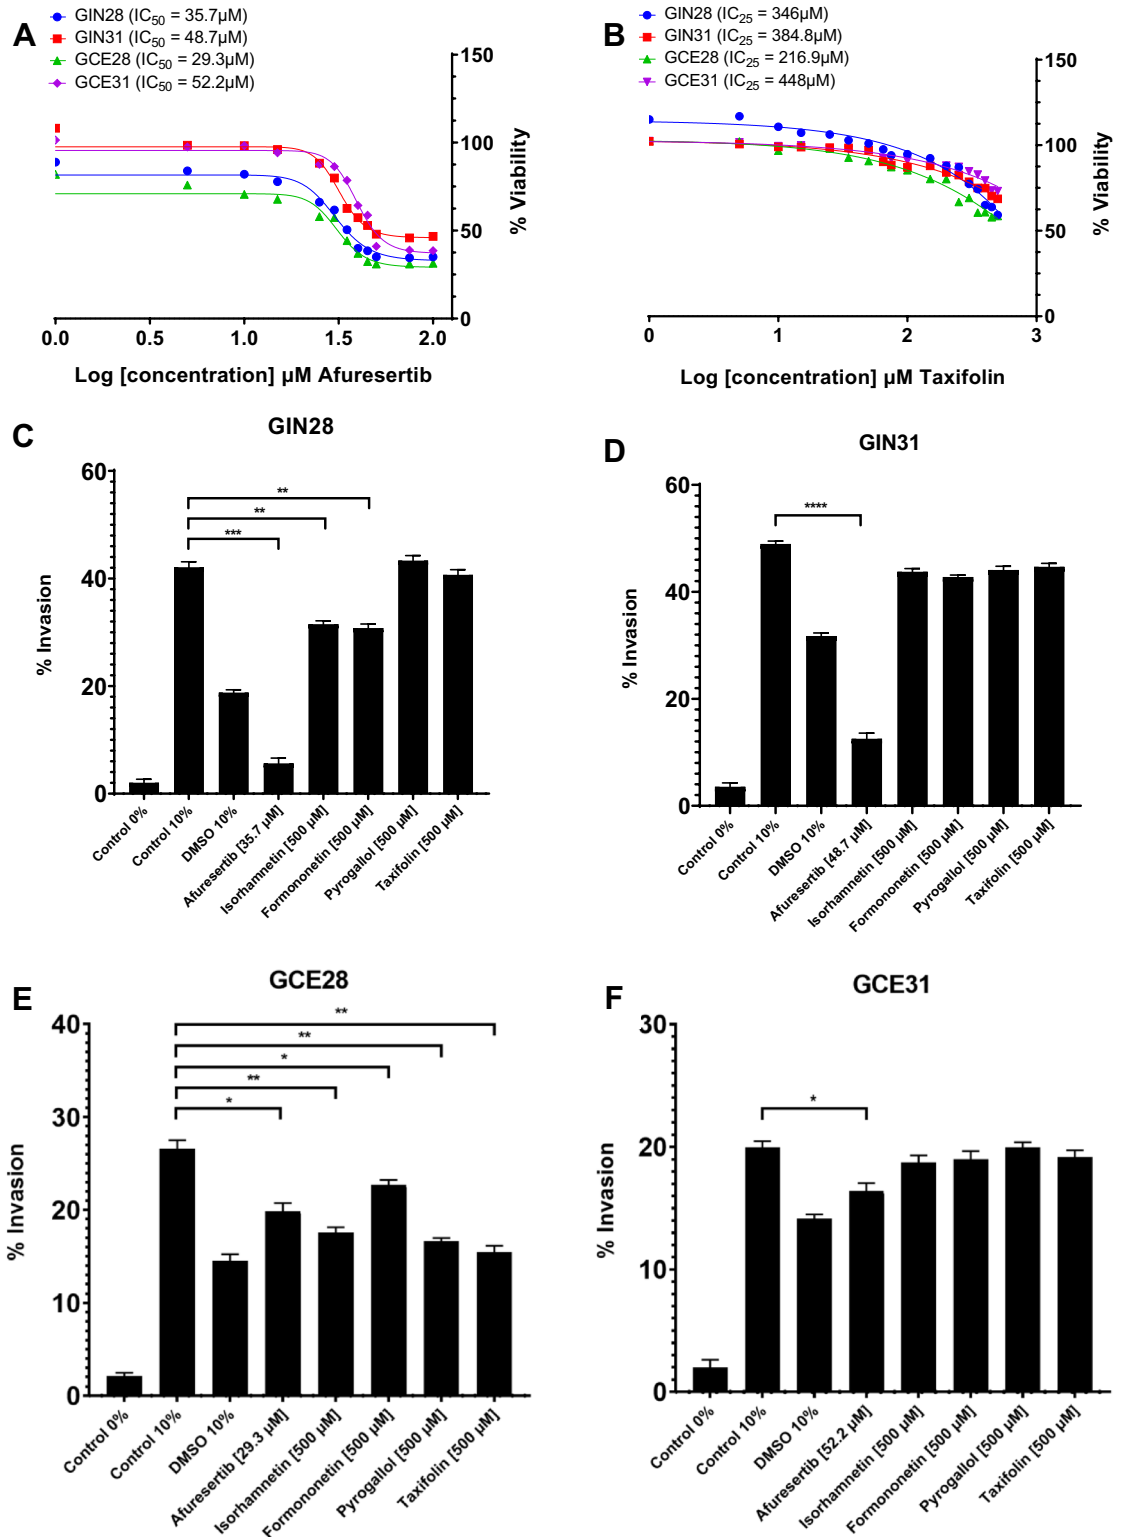 A
GIN28 (IC50 = 35.7µM)
GIN31 (IC50 = 48.7µM)
GCE28 (IC50 = 29.3µM)
GCE31 (IC50 = 52.2µM)
150
100
50
0
% Viability
0.0 0.5 1.0 1.5 2.0
Log [concentration] µM Afuresertib
B
GIN28 (IC25 = 346µM)
GIN31 (IC25 = 384.8µM)
GCE28 (IC25 = 216.9µM)
GCE31 (IC25 = 448µM)
150
100
50
0
% Viability
0 1 2 3
Log [concentration] µM Taxifolin
C
GIN28
60
40
20
0
% Invasion
**
**
***
Control 0%
Control 10%
DMSO 10%
Afuresertib [35.7 µM]
Isorhamnetin [500 µM]
Formononetin [500 µM]
Pyrogallol [500 µM]
Taxifolin [500 µM]
D
GIN31
60
40
20
0
% Invasion
****
Control 0%
Control 10%
DMSO 10%
Afuresertib [48.7 µM]
Isorhamnetin [500 µM]
Formononetin [500 µM]
Pyrogallol [500 µM]
Taxifolin [500 µM]
E
GCE28
40
30
20
10
0
% Invasion
**
**
*
**
*
Control 0%
Control 10%
DMSO 10%
Afuresertib [29.3 µM]
Isorhamnetin [500 µM]
Formononetin [500 µM]
Pyrogallol [500 µM]
Taxifolin [500 µM]
F
GCE31
30
20
10
0
% Invasion
*
Control 0%
Control 10%
DMSO 10%
Afuresertib [52.2 µM]
Isorhamnetin [500 µM]
Formononetin [500 µM]
Pyrogallol [500 µM]
Taxifolin [500 µM]